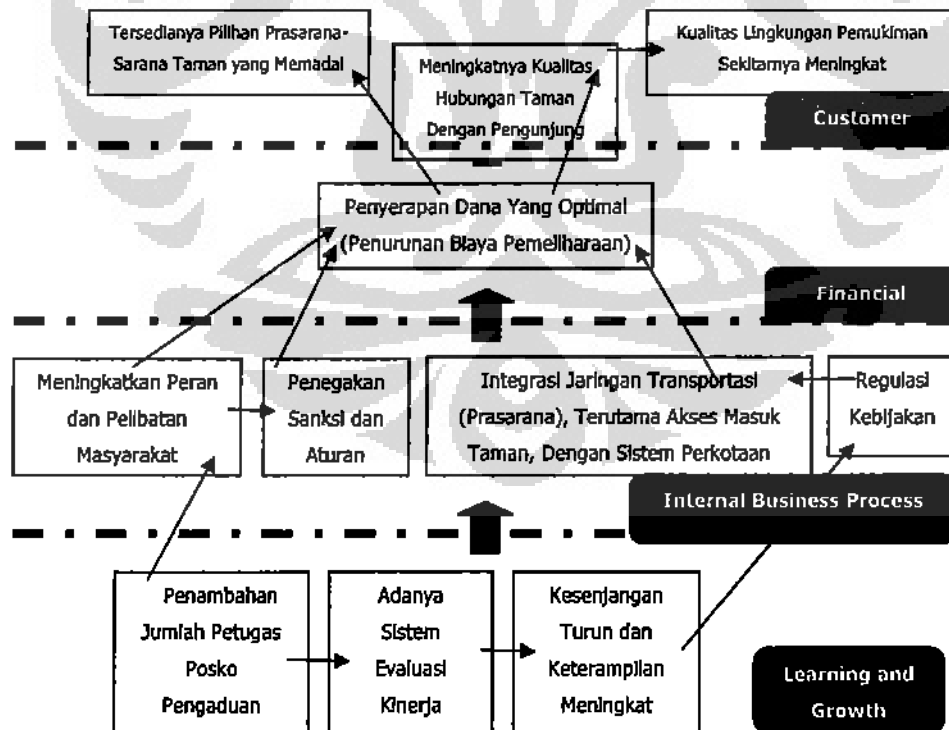 Tersedianya Pilihan Prasarana-
Sarana Taman yang Memadai
Meningkatnya Kualitas
Hubungan Taman
Dengan Pengunjung
Kualitas Lingkungan Pemukiman
Sekitarnya Meningkat
Customer
Penyerapan Dana Yang Optimal
(Penurunan Biaya Pemeliharaan)
Financial
Meningkatkan Peran
dan Pelibatan
Masyarakat
Penegakan
Sanksi dan
Aturan
Integrasi Jaringan Transportasi
(Prasarana), Terutama Akses Masuk
Taman, Dengan Sistem Perkotaan
Regulasi
Kebijakan
Internal Business Process
Penambahan
Jumlah Petugas
Posko
Pengaduan
Adanya
Sistem
Evaluasi
Kinerja
Kesenjangan
Turun dan
Keterampilan
Meningkat
Learning and
Growth